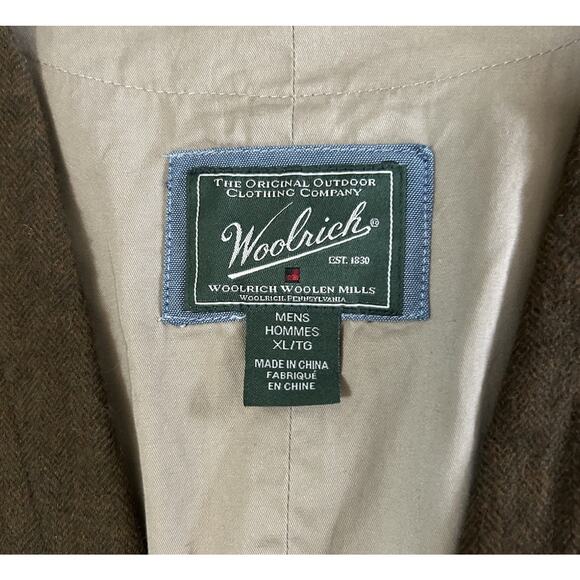 THE ORIGINAL OUTDOOR
CLOTHING COMPANY
Woolrich®
EST. 1830
WOOLRICH WOOLEN MILLS
WOOLRICH, PENNSYLVANIA
MENS
HOMMES
XL/TG
MADE IN CHINA
FABRIQUÉ
EN CHINE